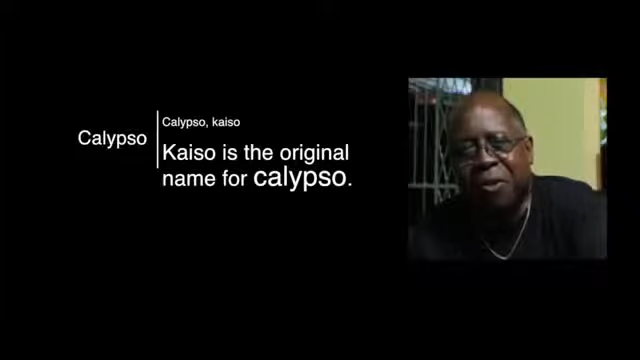 Calypso
Calypso, kaiso
Kaiso is the original
name for calypso.